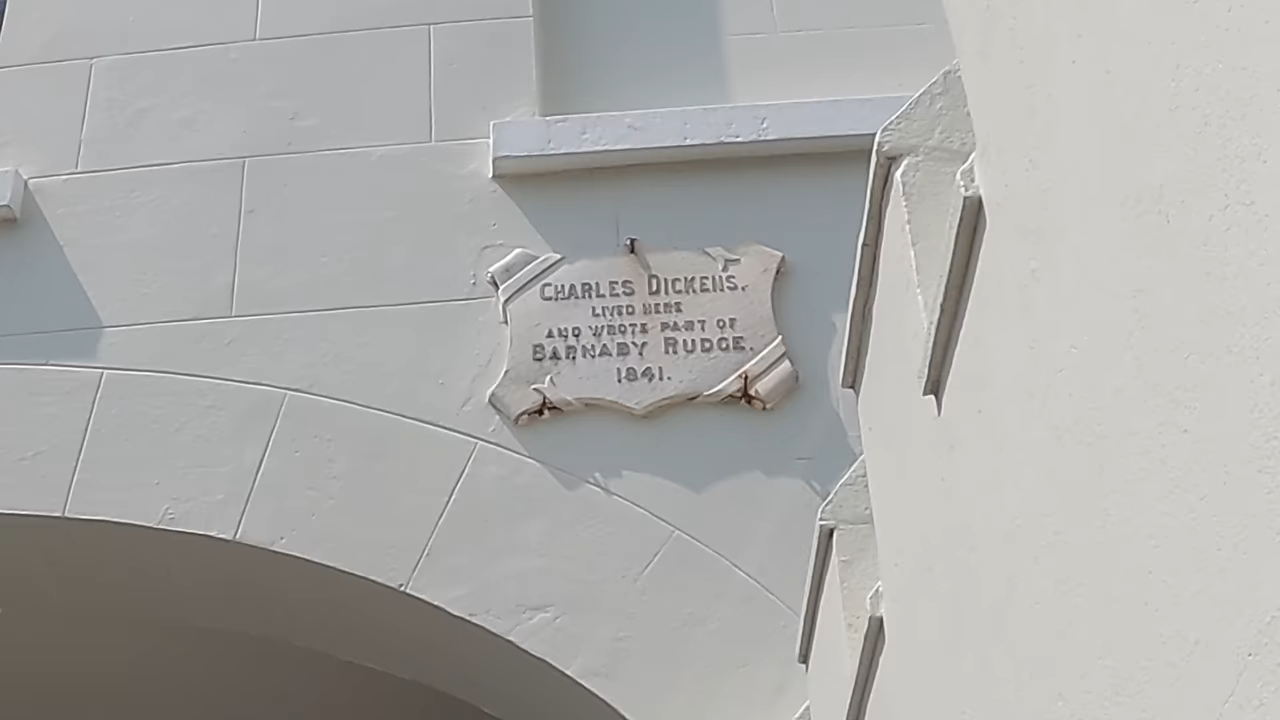 CHARLES DICKENS.
LIVED HERE
AND WROTE PART OF
BARNABY RUDGE.
1841.